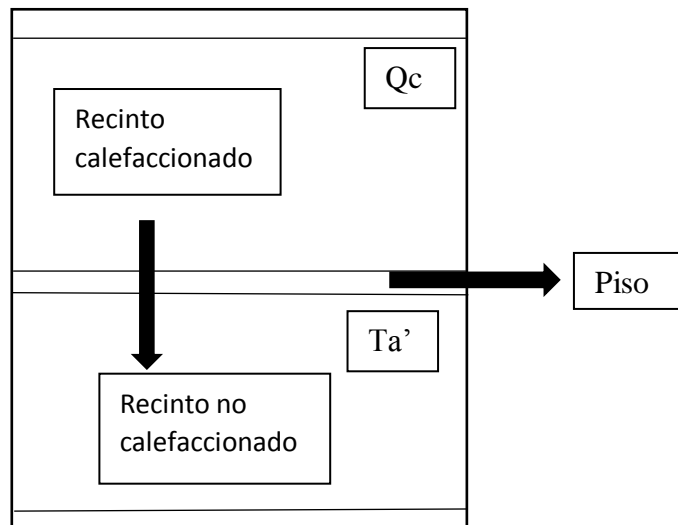 Qc
Recinto
calefaccionado
Piso
Ta’
Recinto no
calefaccionado